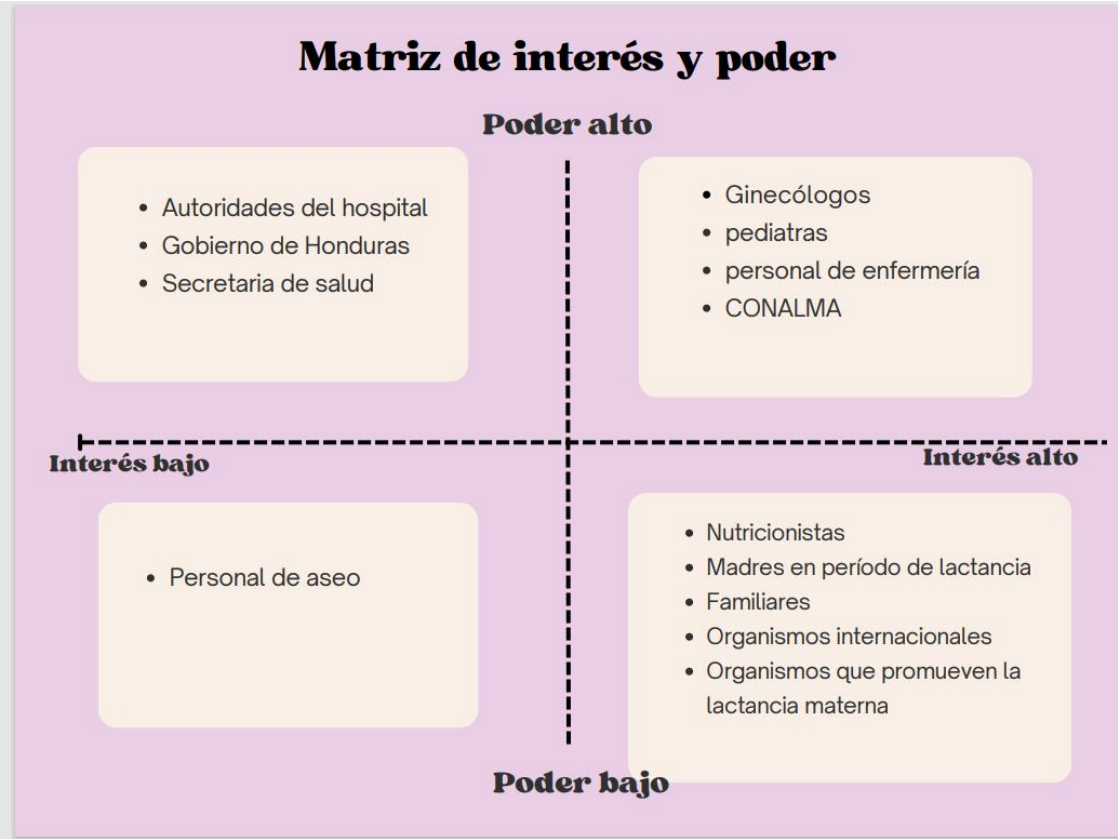 Matriz de interés y poder
Poder alto
• Autoridades del hospital
• Gobierno de Honduras
• Secretaria de salud
• Ginecólogos
• pediatras
• personal de enfermería
• CONALMA
Interés bajo
Interés alto
• Personal de aseo
• Nutricionistas
• Madres en período de lactancia
• Familiares
• Organismos internacionales
• Organismos que promueven la
lactancia materna
Poder bajo